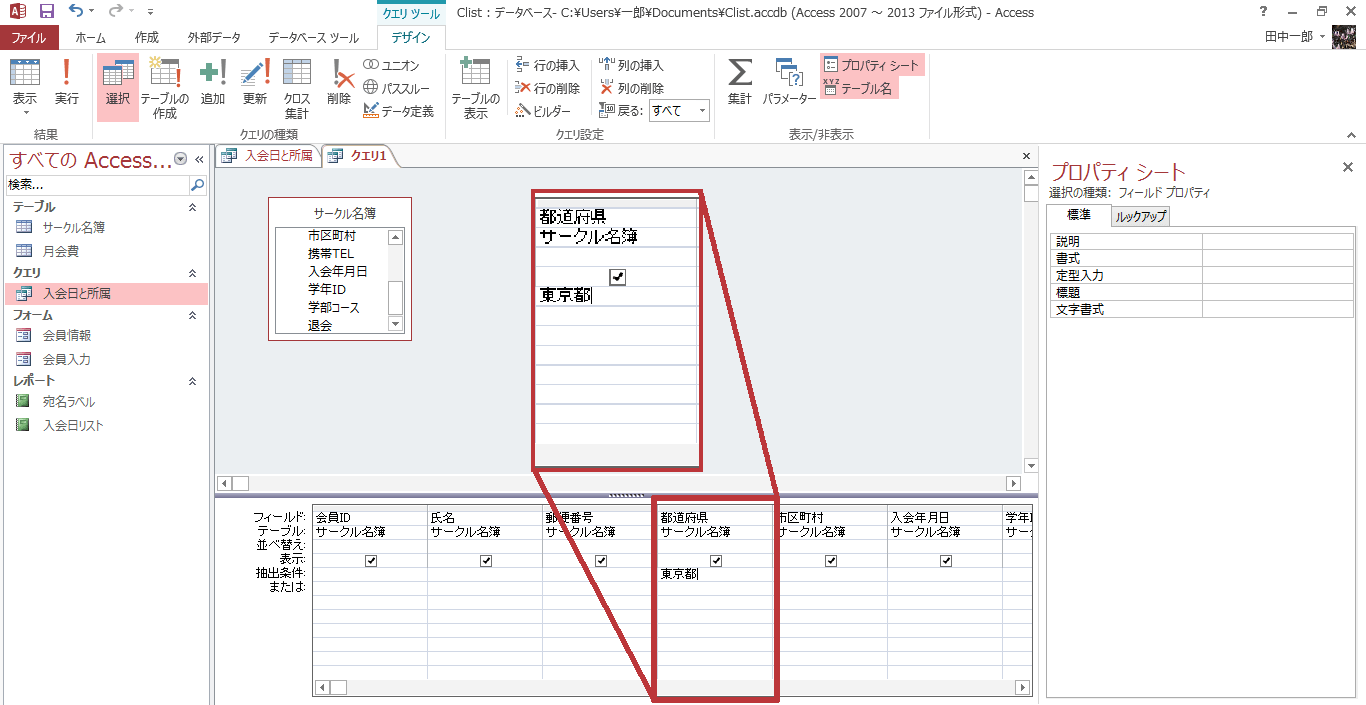 クエリ ツール
Clist : データベース- C:¥Users¥一郎¥Documents¥Clist.accdb (Access 2007 ～ 2013 ファイル形式) - Access
ファイル ホーム 作成 外部データ データベース ツール デザイン
田中一郎
表示
実行
結果
選択
テーブルの
作成
追加
更新
クロス
集計
削除
ユニオン
パススルー
データ定義
クエリの種類
テーブルの
表示
行の挿入
行の削除
ビルダー
列の挿入
列の削除
戻る: すべて
クエリ設定
集計
パラメーター
プロパティ シート
XYZ
テーブル名
表示/非表示
すべての Access...
検索...
テーブル
サークル名簿
月会費
クエリ
入会日と所属
フォーム
会員情報
会員入力
レポート
宛名ラベル
入会日リスト
入会日と所属
クエリ1
サークル名簿
市区町村
携帯TEL
入会年月日
学年ID
学部コース
退会
都道府県
サークル名簿
東京都
フィールド: 会員ID 氏名 郵便番号 都道府県 市区町村 入会年月日 学年I
テーブル: サークル名簿 サークル名簿 サークル名簿 サークル名簿 サークル名簿 サークル名簿 サーク
並べ替え:
表示:
抽出条件: 東京都
または:
プロパティ シート
選択の種類: フィールド プロパティ
標準 ルックアップ
説明
書式
定型入力
標題
文字書式